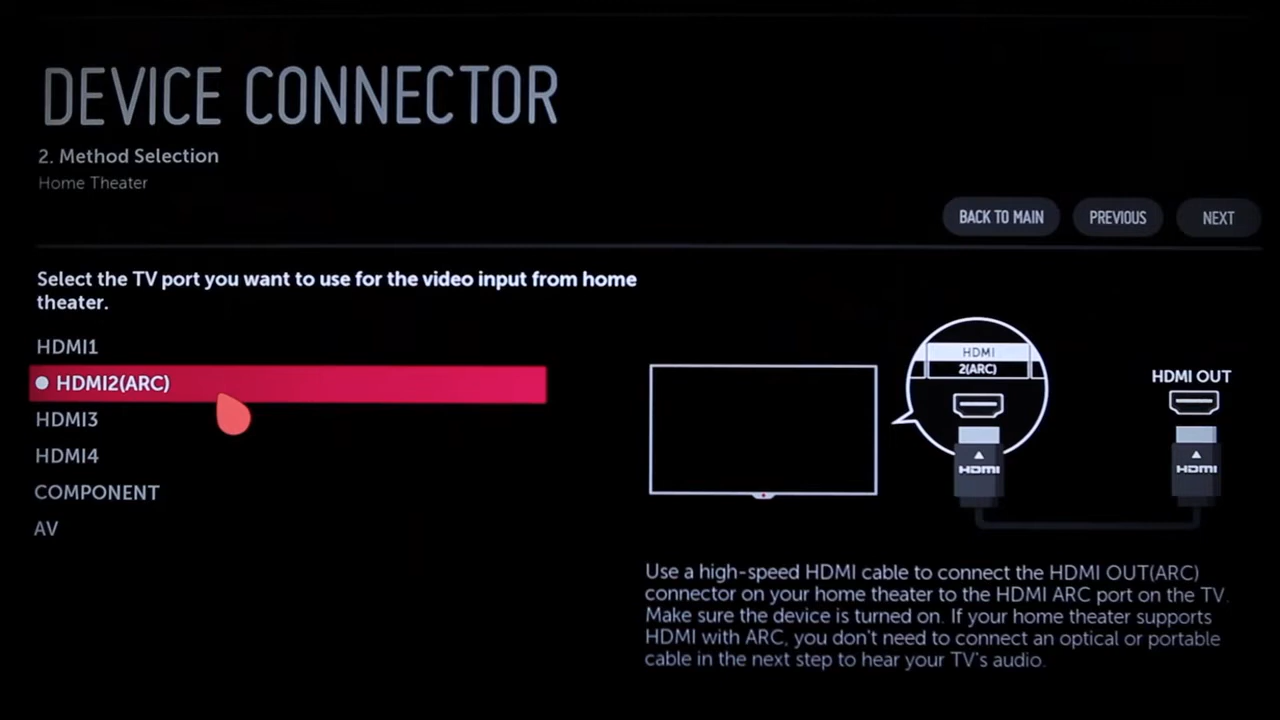 DEVICE CONNECTOR
2. Method Selection
Home Theater
BACK TO MAIN
PREVIOUS
NEXT
Select the TV port you want to use for the video input from home
theater.
HDMI1
HDMI2(ARC)
HDMI3
HDMI4
COMPONENT
AV
HDMI
2(ARC)
HDMI OUT
HDMI
HDMI
Use a high-speed HDMI cable to connect the HDMI OUT(ARC)
connector on your home theater to the HDMI ARC port on the TV.
Make sure the device is turned on. If your home theater supports
HDMI with ARC, you don't need to connect an optical or portable
cable in the next step to hear your TV's audio.